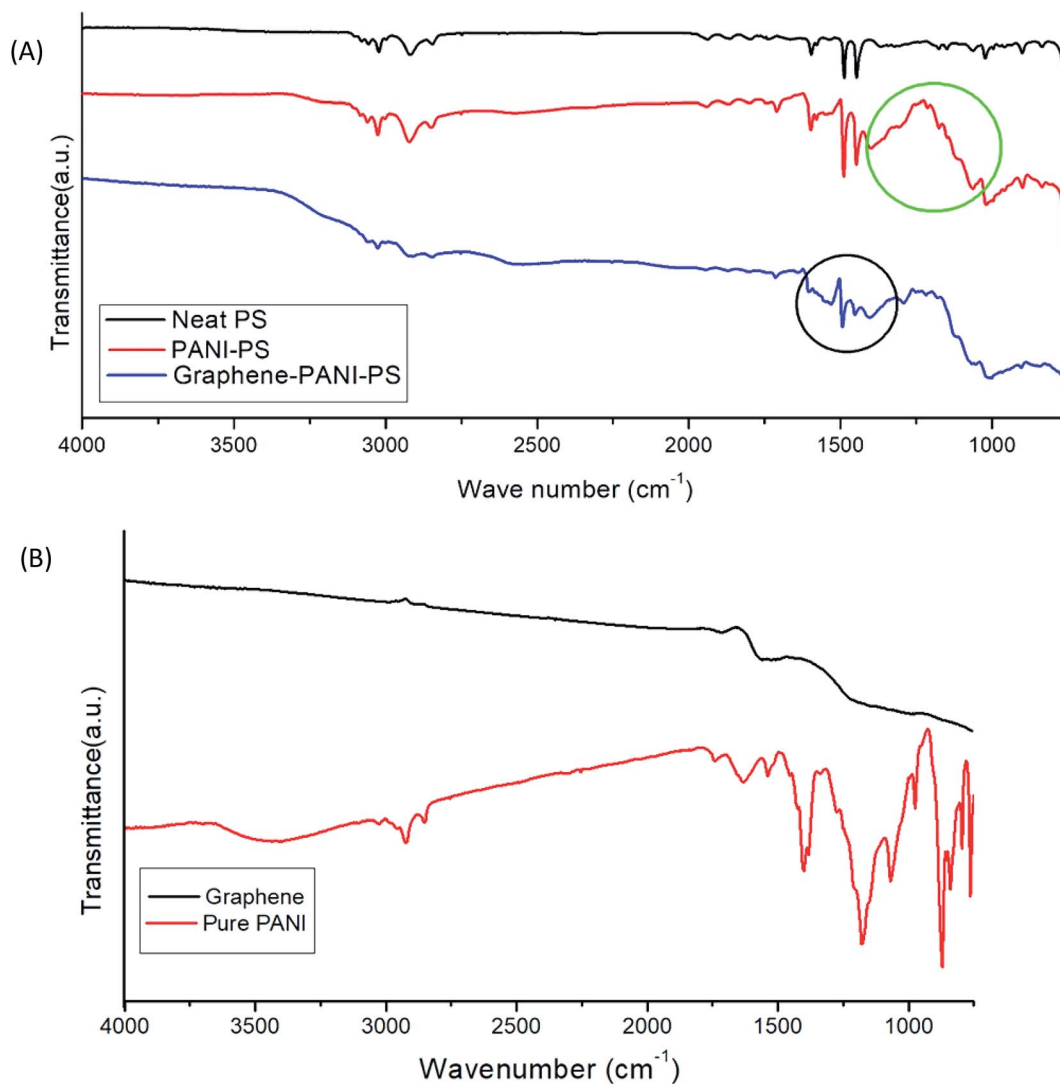 (A)
Transmittance(a.u.)
Neat PS
PANI-PS
Graphene-PANI-PS
4000 3500 3000 2500 2000 1500 1000
Wave number (cm⁻¹)
(B)
Transmittance(a.u.)
Graphene
Pure PANI
4000 3500 3000 2500 2000 1500 1000
Wavenumber (cm⁻¹)